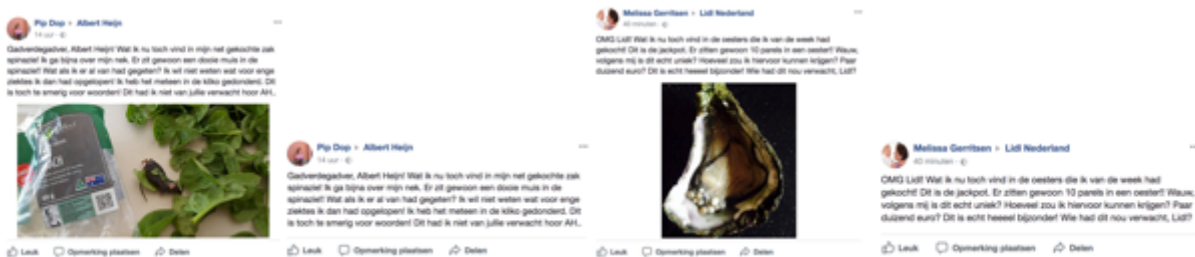 Pip Dop ▸ Albert Heijn
14 uur
Gadverdegadver, Albert Heijn! Wat ik nu toch vind in mijn net gekochte zak
spinazie! Ik ga bijna over mijn nek. Er zit gewoon een dooie muis in de
spinazie!! Wat als ik er al van had gegeten? Ik wil niet weten wat voor enge
ziektes ik dan had opgelopen! Ik heb het meteen in de kliko gedonderd. Dit
is toch te smerig voor woorden! Dit had ik niet van jullie verwacht hoor AH..
Leuk Opmerking plaatsen Delen
Pip Dop ▸ Albert Heijn
14 uur
Gadverdegadver, Albert Heijn! Wat ik nu toch vind in mijn net gekochte zak
spinazie! Ik ga bijna over mijn nek. Er zit gewoon een dooie muis in de
spinazie!! Wat als ik er al van had gegeten? Ik wil niet weten wat voor enge
ziektes ik dan had opgelopen! Ik heb het meteen in de kliko gedonderd. Dit
is toch te smerig voor woorden! Dit had ik niet van jullie verwacht hoor AH..
Leuk Opmerking plaatsen Delen
Melissa Gerritsen ▸ Lidl Nederland
40 minuten
OMG Lidl! Wat ik nu toch vind in de oesters die ik van de week had
gekocht! Dit is de jackpot. Er zitten gewoon 10 parels in een oester!! Wauw,
volgens mij is dit echt uniek? Hoeveel zou ik hiervoor kunnen krijgen? Paar
duizend euro? Dit is echt heeeel bijzonder! Wie had dit nou verwacht, Lidl?
Leuk Opmerking plaatsen Delen
Melissa Gerritsen ▸ Lidl Nederland
40 minuten
OMG Lidl! Wat ik nu toch vind in de oesters die ik van de week had
gekocht! Dit is de jackpot. Er zitten gewoon 10 parels in een oester!! Wauw,
volgens mij is dit echt uniek? Hoeveel zou ik hiervoor kunnen krijgen? Paar
duizend euro? Dit is echt heeeel bijzonder! Wie had dit nou verwacht, Lidl?
Leuk Opmerking plaatsen Delen